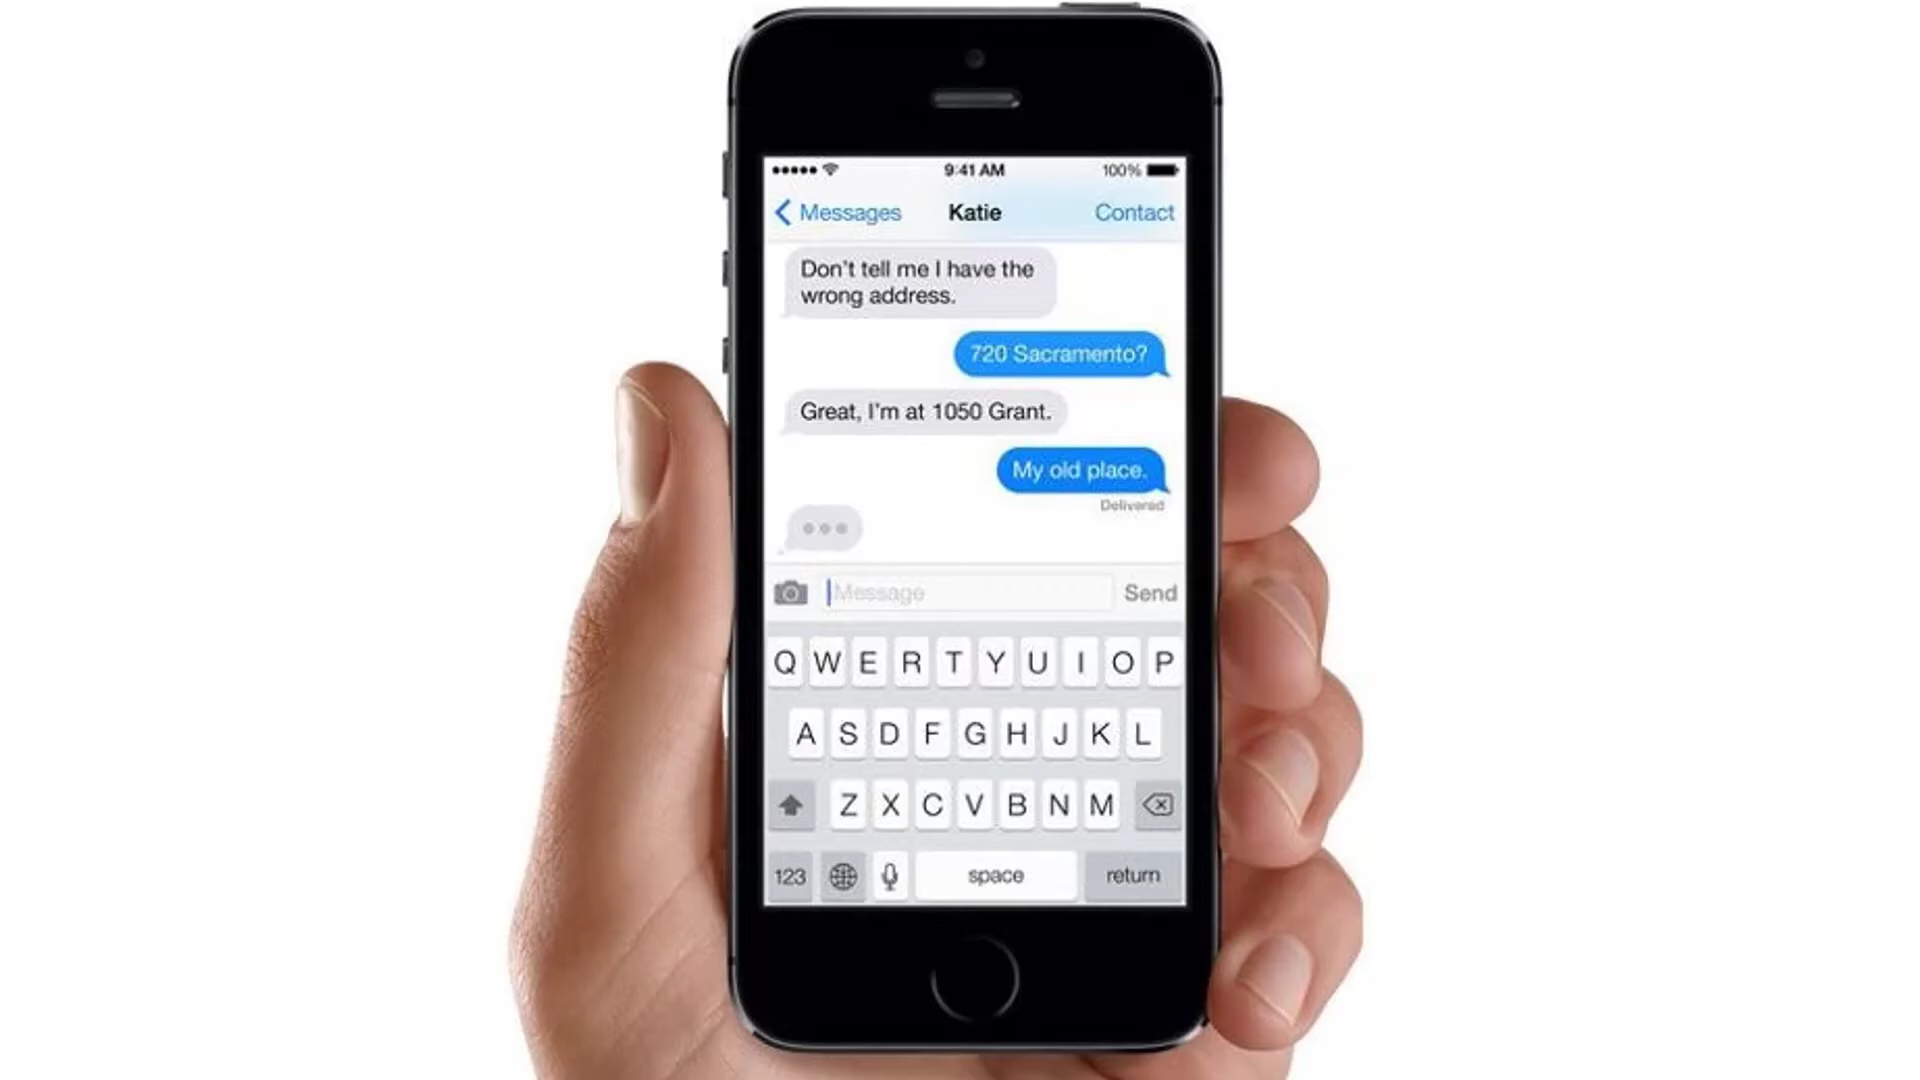 9:41 AM 100%
Messages Katie Contact
Don't tell me I have the
wrong address.
720 Sacramento?
Great, I'm at 1050 Grant.
My old place.
Delivered
Message Send
Q W E R T Y U I O P
A S D F G H J K L
Z X C V B N M
123 space return